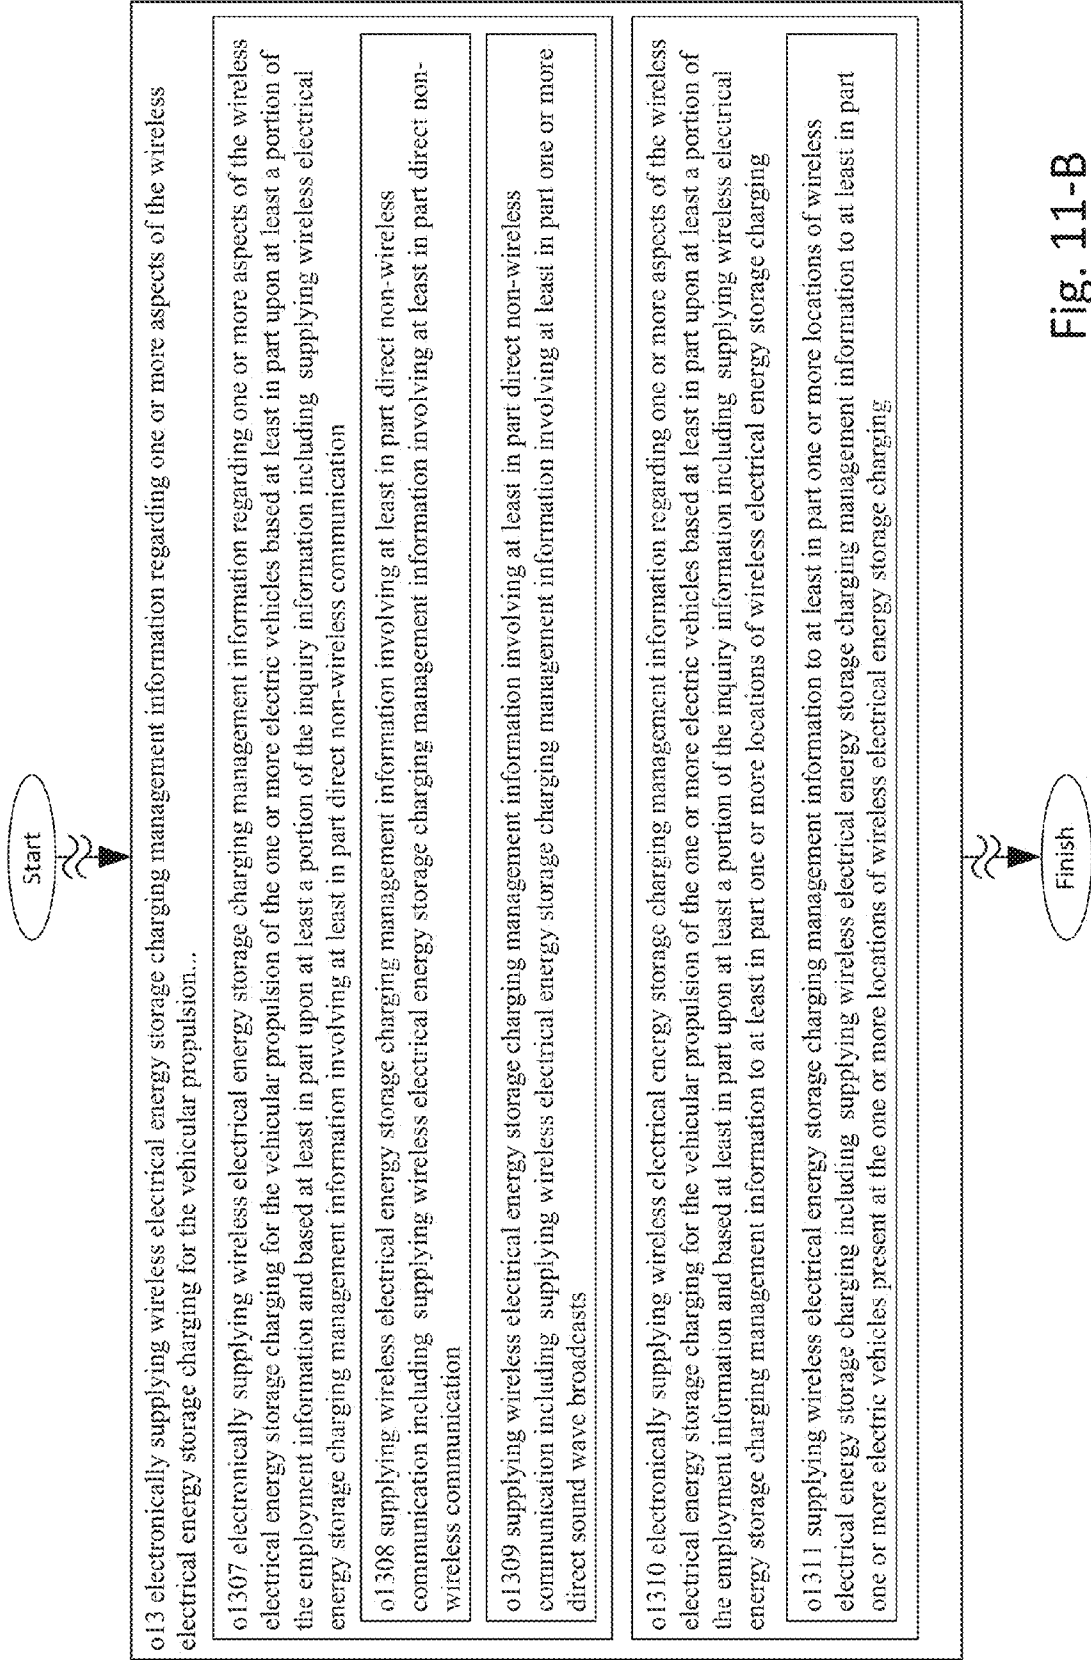 Start
o13 electronically supplying wireless electrical energy storage charging management information regarding one or more aspects of the wireless
electrical energy storage charging for the vehicular propulsion...
o1307 electronically supplying wireless electrical energy storage charging management information regarding one or more aspects of the wireless
electrical energy storage charging for the vehicular propulsion of the one or more electric vehicles based at least in part upon at least a portion of
the employment information and based at least in part upon at least a portion of the inquiry information including supplying wireless electrical
energy storage charging management information involving at least in part direct non-wireless communication
o1308 supplying wireless electrical energy storage charging management information involving at least in part direct non-wireless
communication including supplying wireless electrical energy storage charging management information involving at least in part direct non-
wireless communication
o1309 supplying wireless electrical energy storage charging management information involving at least in part direct non-wireless
communication including supplying wireless electrical energy storage charging management information involving at least in part one or more
direct sound wave broadcasts
o1310 electronically supplying wireless electrical energy storage charging management information regarding one or more aspects of the wireless
electrical energy storage charging for the vehicular propulsion of the one or more electric vehicles based at least in part upon at least a portion of
the employment information and based at least in part upon at least a portion of the inquiry information including supplying wireless electrical
energy storage charging management information to at least in part one or more locations of wireless electrical energy storage charging
o1311 supplying wireless electrical energy storage charging management information to at least in part one or more locations of wireless
electrical energy storage charging including supplying wireless electrical energy storage charging management information to at least in part
one or more electric vehicles present at the one or more locations of wireless electrical energy storage charging
Finish
Fig. 11-B